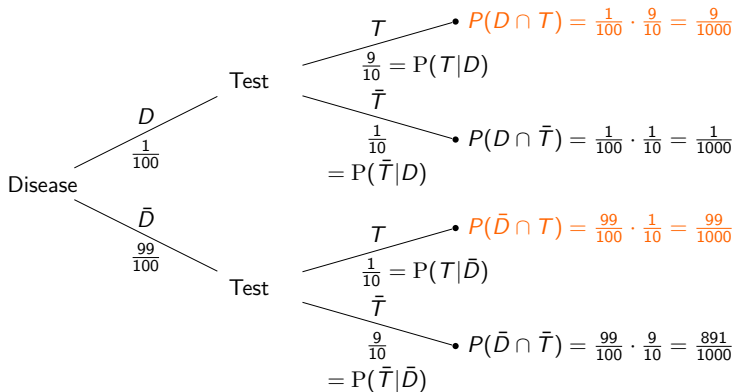 T
P(D ∩ T) = 1/100 · 9/10 = 9/1000
9/10 = P(T|D)
Test
T̄
D
1/10
P(D ∩ T̄) = 1/100 · 1/10 = 1/1000
1/100
= P(T̄|D)
Disease
D̄
T
P(D̄ ∩ T) = 99/100 · 1/10 = 99/1000
99/100
1/10 = P(T|D̄)
Test
T̄
9/10
P(D̄ ∩ T̄) = 99/100 · 9/10 = 891/1000
= P(T̄|D̄)